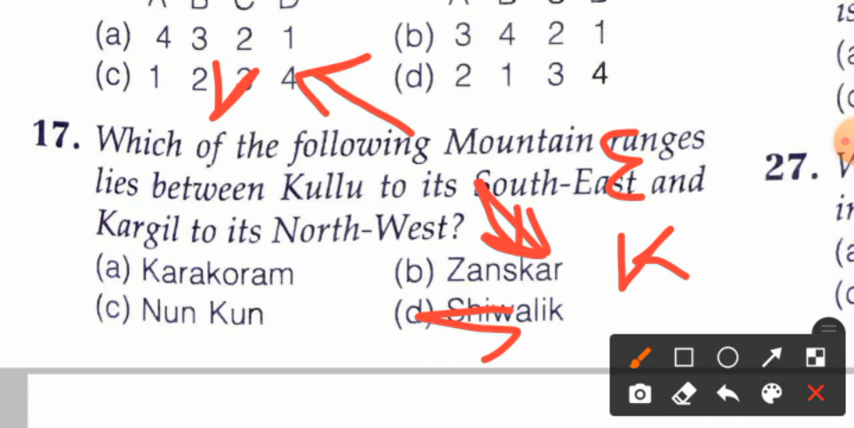 (a) 4 3 2 1 (b) 3 4 2 1
(c) 1 2 3 4 (d) 2 1 3 4
17. Which of the following Mountain ranges
lies between Kullu to its South-East and
Kargil to its North-West?
(a) Karakoram (b) Zanskar
(c) Nun Kun (d) Shiwalik
27.
K